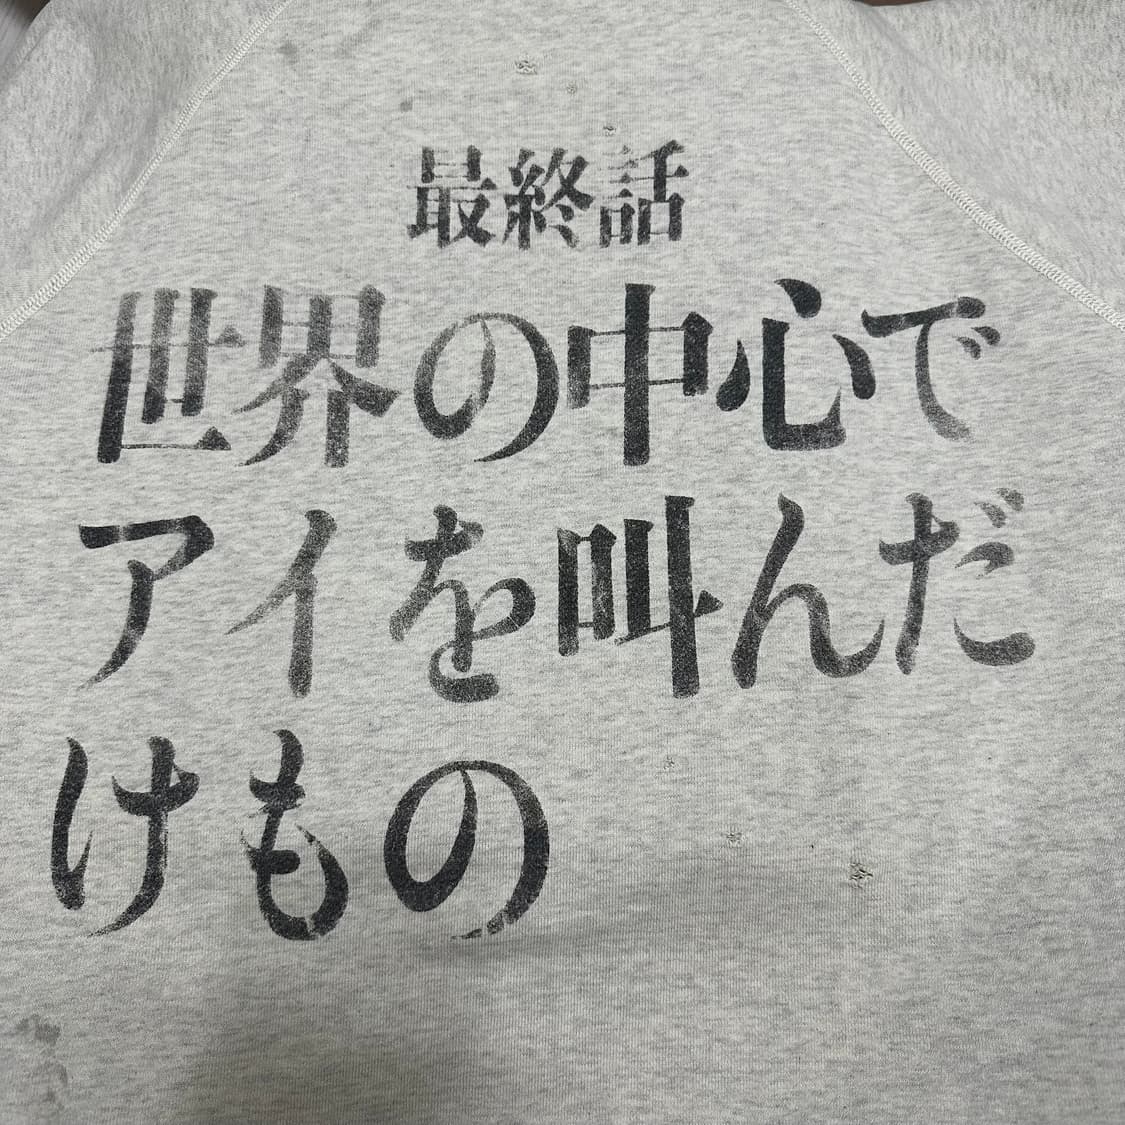 最終話
世界の中心で
アイを叫んだ
けもの